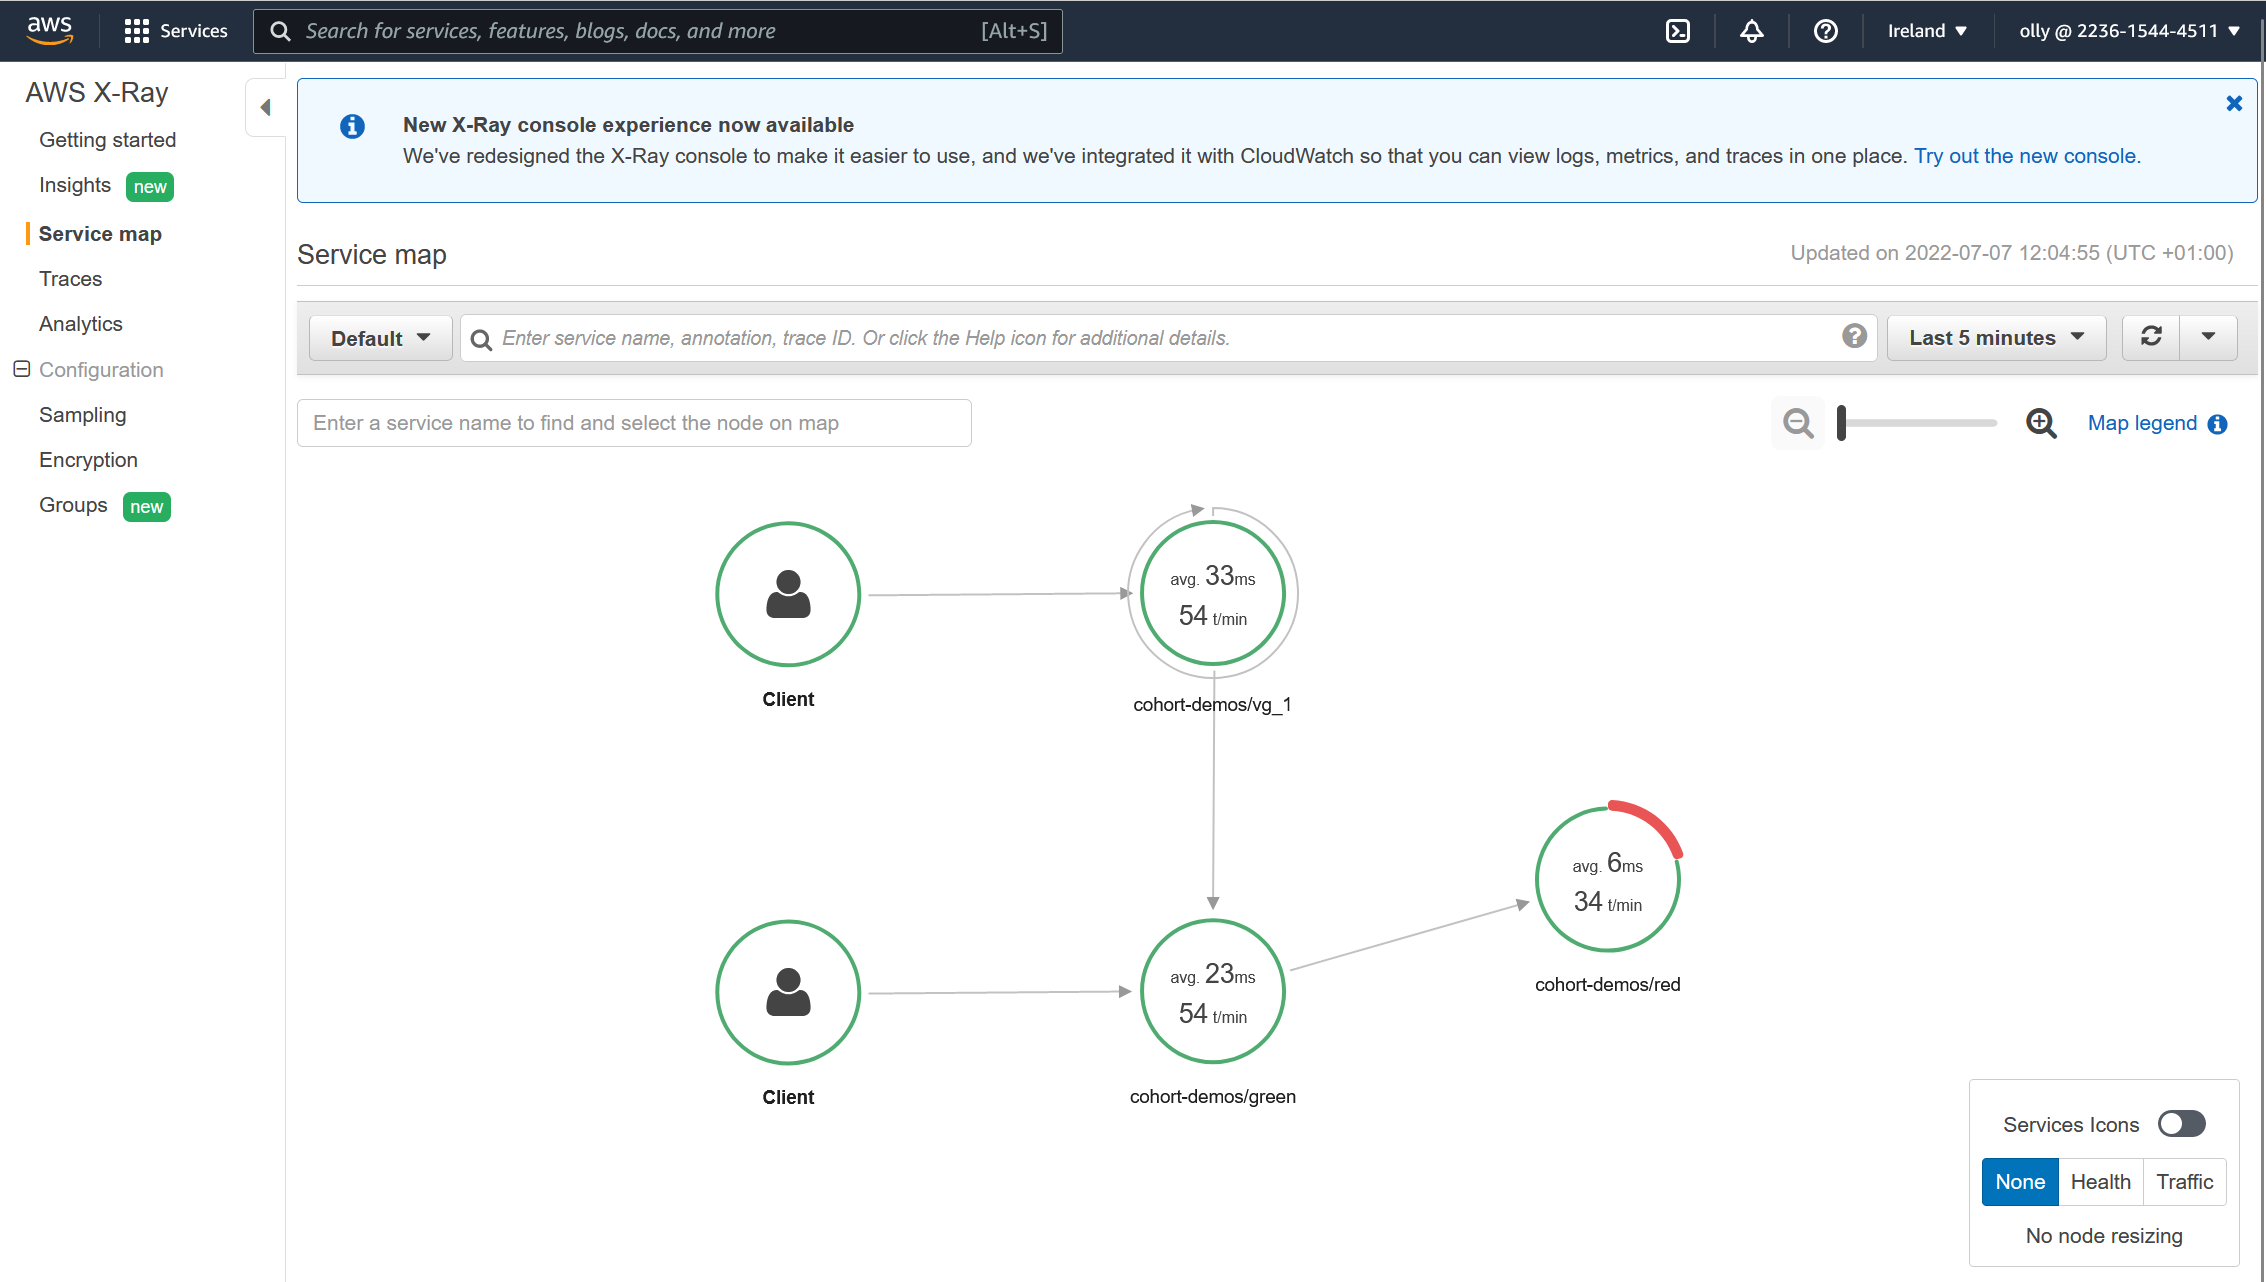 aws
Services
Search for services, features, blogs, docs, and more
[Alt+S]
Ireland
olly @ 2236-1544-4511
AWS X-Ray
Getting started
Insights new
Service map
Traces
Analytics
Configuration
Sampling
Encryption
Groups new
New X-Ray console experience now available
We've redesigned the X-Ray console to make it easier to use, and we've integrated it with CloudWatch so that you can view logs, metrics, and traces in one place. Try out the new console.
Service map
Updated on 2022-07-07 12:04:55 (UTC +01:00)
Default
Enter service name, annotation, trace ID. Or click the Help icon for additional details.
Last 5 minutes
Enter a service name to find and select the node on map
Map legend
avg. 33ms
54 t/min
Client
cohort-demos/vg_1
avg. 6ms
34 t/min
cohort-demos/red
avg. 23ms
54 t/min
Client
cohort-demos/green
Services Icons
None
Health
Traffic
No node resizing